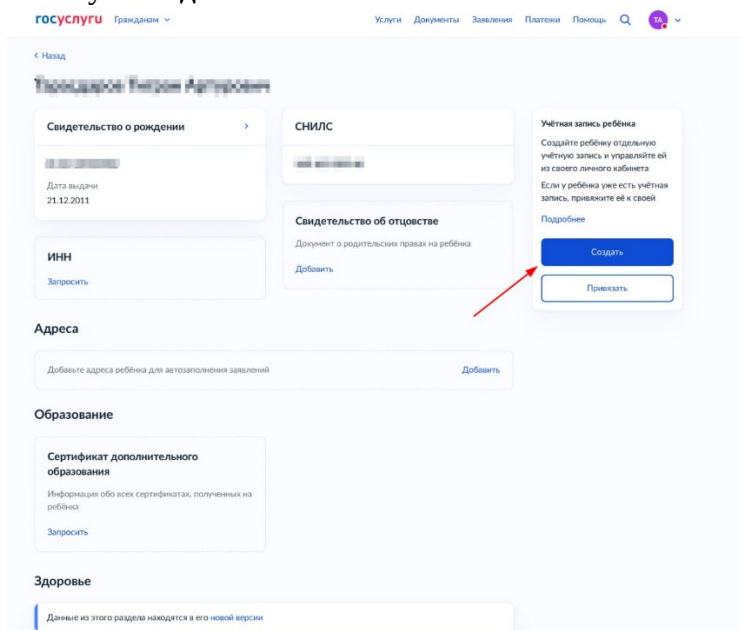 госуслуги Гражданам Услуги Документы Заявления Платежи Помощь ТА
Назад
Свидетельство о рождении
Дата выдачи
21.12.2011
СНИЛС
Учётная запись ребёнка
Создайте ребёнку отдельную
учётную запись и управляйте ей
из своего личного кабинета
Если у ребёнка уже есть учётная
запись, привяжите её к своей
Подробнее
Создать
Привязать
Свидетельство об отцовстве
Документ о родительских правах на ребёнка
Добавить
ИНН
Запросить
Адреса
Добавьте адреса ребёнка для автозаполнения заявлений Добавить
Образование
Сертификат дополнительного
образования
Информация обо всех сертификатах, полученных на
ребёнка
Запросить
Здоровье
Данные из этого раздела находятся в его новой версии